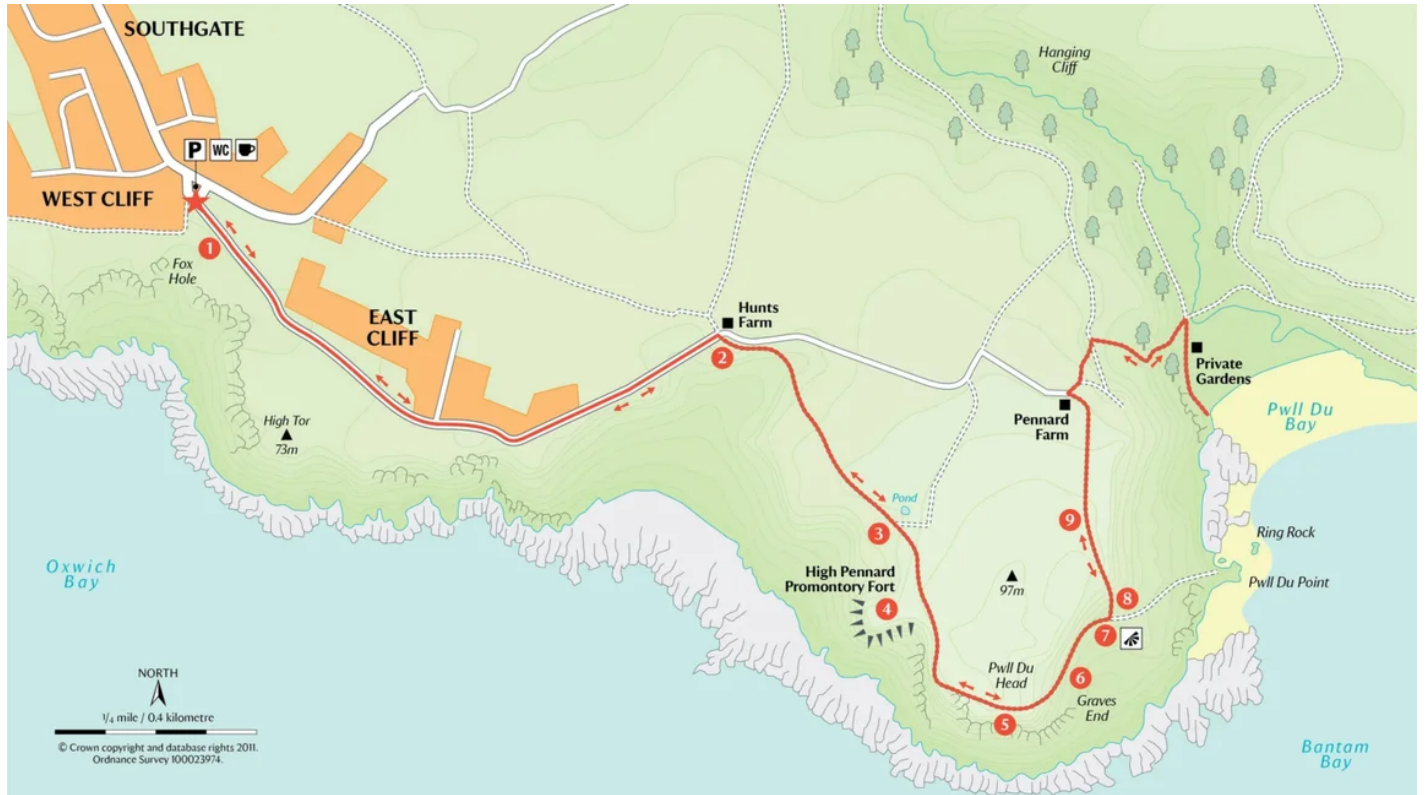 SOUTHGATE
Hanging
Cliff
P
WC
WEST CLIFF
1
Fox
Hole
EAST
CLIFF
Hunts
Farm
2
Private
Gardens
Pwll Du
Bay
High Tor
73m
Pennard
Farm
Pond
3
9
Ring Rock
Oxwich
Bay
High Pennard
Promontory Fort
4
97m
Pwll Du Point
8
7
Pwll Du
Head
6
Graves
End
5
NORTH
1/4 mile / 0.4 kilometre
© Crown copyright and database rights 2011.
Ordnance Survey 100023974.
Bantam
Bay